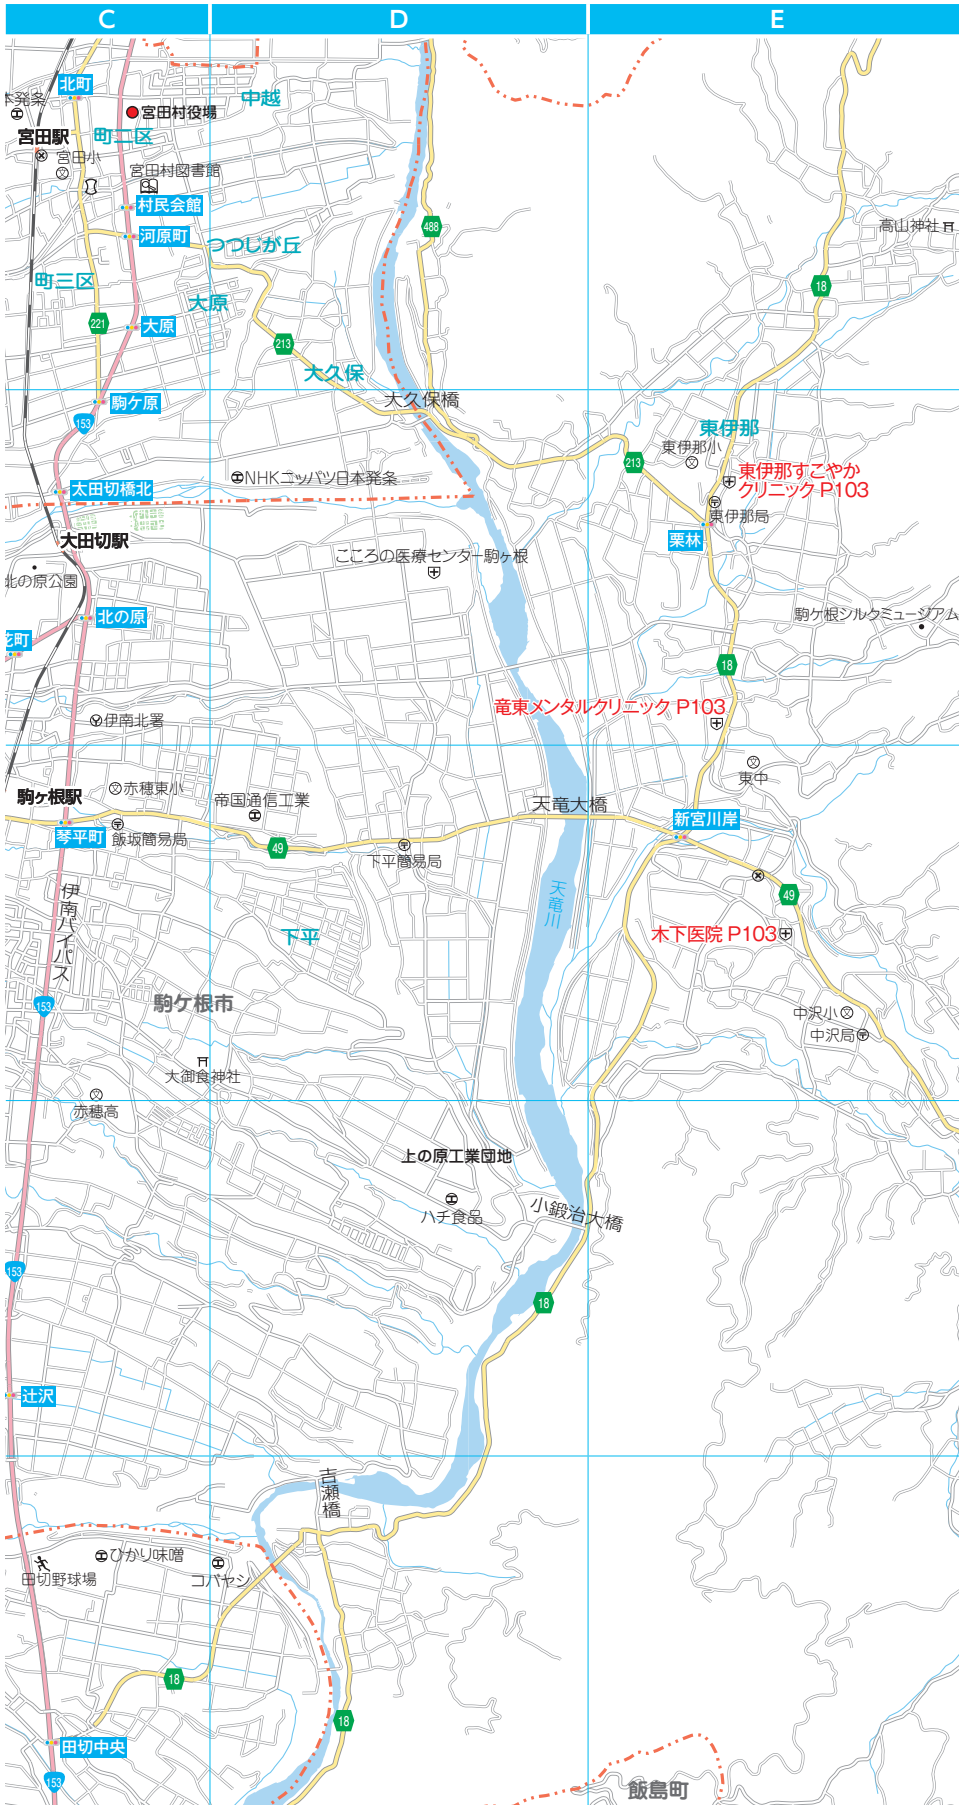 C
D
E
北町
中越
本発条
宮田村役場
宮田駅
町二区
宮田小
宮田村図書館
村民会館
488
高山神社
河原町
つつじが丘
町三区
18
大原
221
大原
213
大久保
大久保橋
駒ケ原
153
東伊那
東伊那小
213
東伊那すこやか
クリニック P103
NHKニッパツ日本発条
太田切橋北
東伊那局
大田切駅
栗林
こころの医療センター駒ヶ根
北の原公園
北の原
駒ケ根シルクミュージアム
花町
18
竜東メンタルクリニック P103
伊南北署
東中
赤穂東小
駒ヶ根駅
帝国通信工業
天竜大橋
新宮川岸
琴平町
飯坂簡易局
49
下平簡易局
伊南バイパス
天竜川
49
下平
木下医院 P103
153
駒ケ根市
中沢小
中沢局
大御食神社
赤穂高
上の原工業団地
ハチ食品
小鍛治大橋
153
18
辻沢
吉瀬橋
ひかり味噌
田切野球場
コバヤシ
18
18
田切中央
153
飯島町